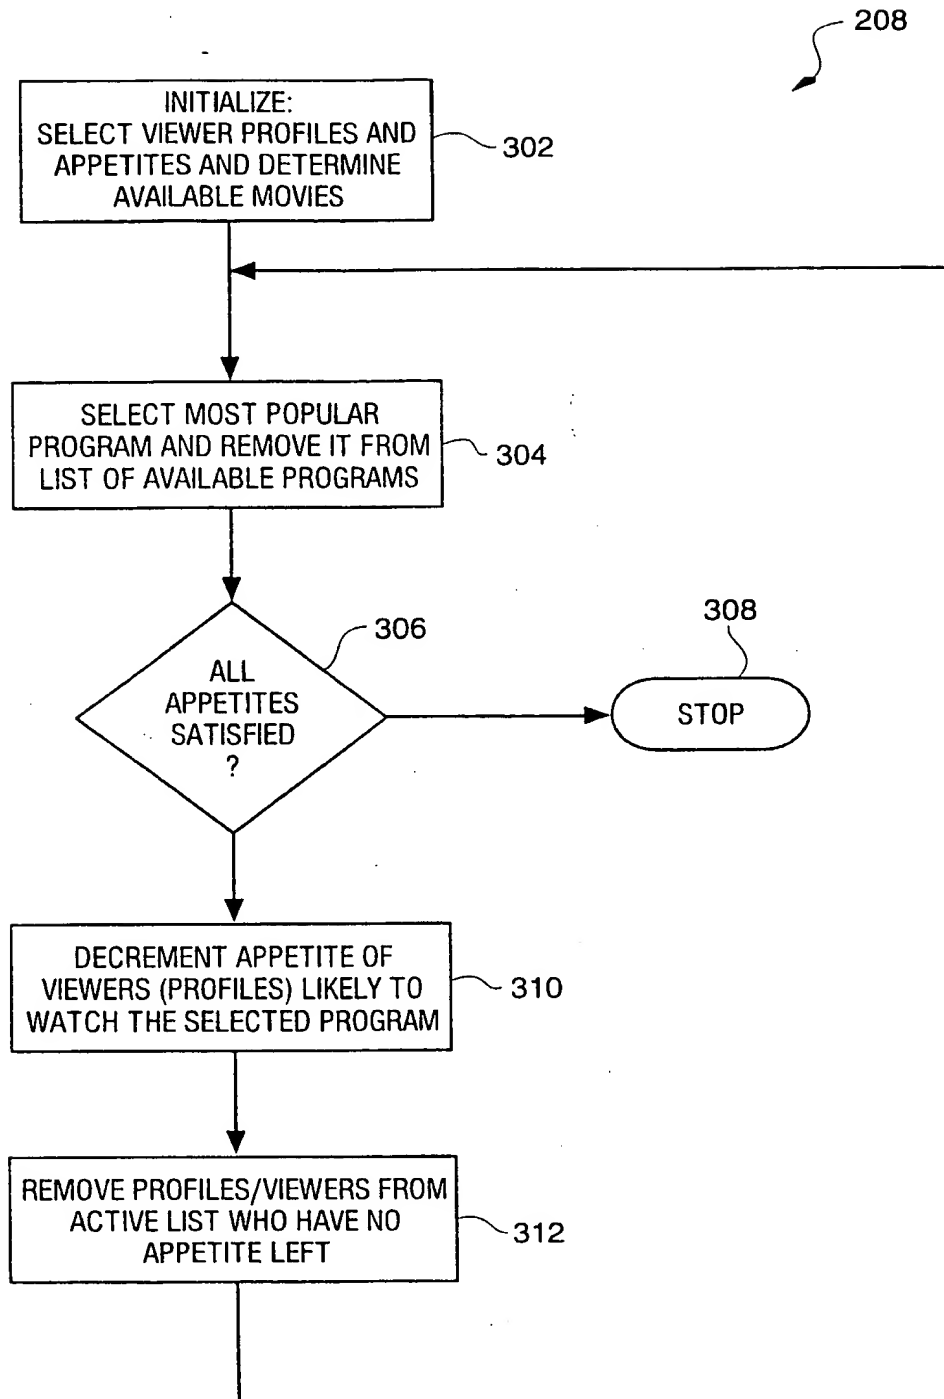 208
INITIALIZE:
SELECT VIEWER PROFILES AND
APPETITES AND DETERMINE
AVAILABLE MOVIES
302
SELECT MOST POPULAR
PROGRAM AND REMOVE IT FROM
LIST OF AVAILABLE PROGRAMS
304
ALL
APPETITES
SATISFIED
?
306
308
STOP
DECREMENT APPETITE OF
VIEWERS (PROFILES) LIKELY TO
WATCH THE SELECTED PROGRAM
310
REMOVE PROFILES/VIEWERS FROM
ACTIVE LIST WHO HAVE NO
APPETITE LEFT
312